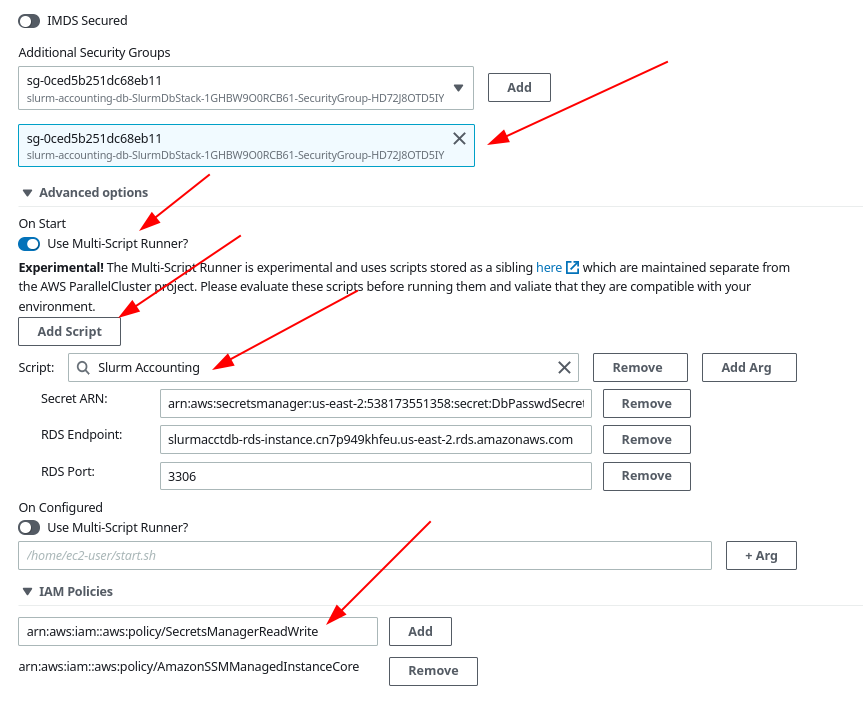 IMDS Secured
Additional Security Groups
sg-0ced5b251dc68eb11
slurm-accounting-db-SlurmDbStack-1GHBW9O0RCB61-SecurityGroup-HD72J8OTD5IY
Add
sg-0ced5b251dc68eb11
slurm-accounting-db-SlurmDbStack-1GHBW9O0RCB61-SecurityGroup-HD72J8OTD5IY
Advanced options
On Start
Use Multi-Script Runner?
Experimental! The Multi-Script Runner is experimental and uses scripts stored as a sibling here which are maintained separate from
the AWS ParallelCluster project. Please evaluate these scripts before running them and valiate that they are compatible with your
environment.
Add Script
Script: Slurm Accounting Remove Add Arg
Secret ARN: arn:aws:secretsmanager:us-east-2:538173551358:secret:DbPasswdSecret Remove
RDS Endpoint: slurmacctdb-rds-instance.cn7p949khfeu.us-east-2.rds.amazonaws.com Remove
RDS Port: 3306 Remove
On Configured
Use Multi-Script Runner?
/home/ec2-user/start.sh + Arg
IAM Policies
arn:aws:iam::aws:policy/SecretsManagerReadWrite Add
arn:aws:iam::aws:policy/AmazonSSMManagedInstanceCore Remove